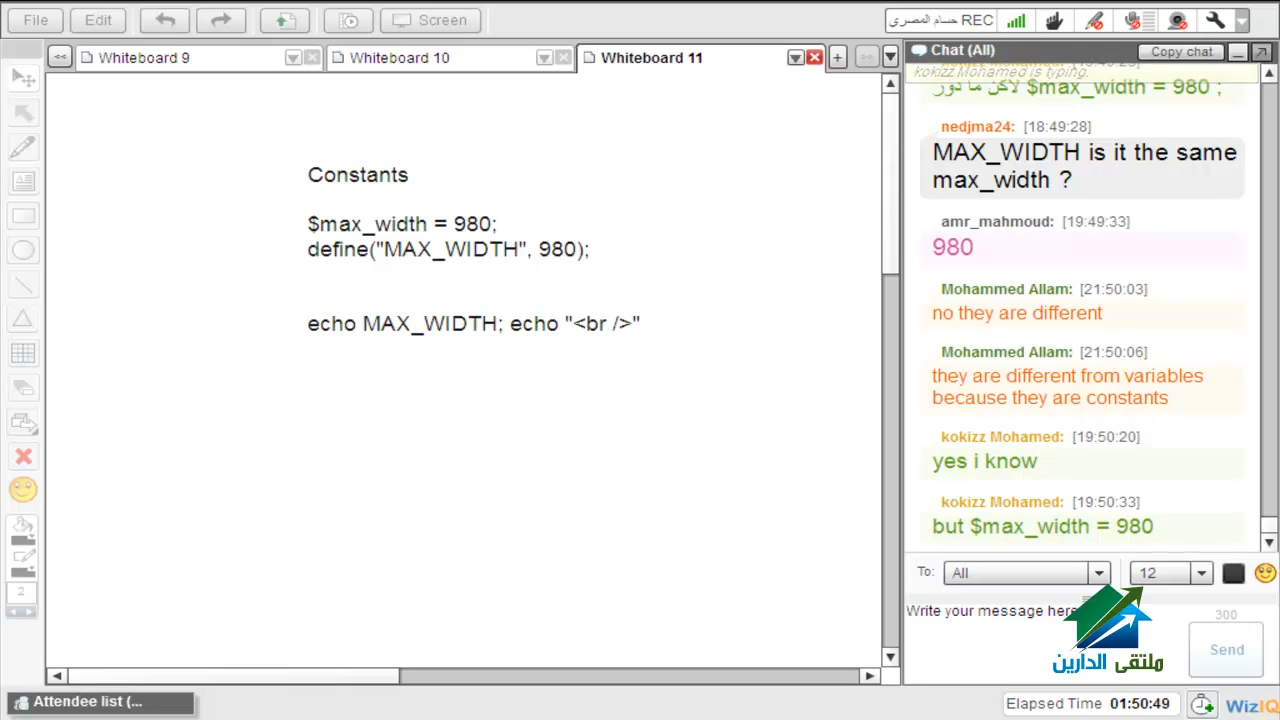 File
Edit
Screen
حسام المصري REC
<<
Whiteboard 9
Whiteboard 10
Whiteboard 11
Chat (All)
Copy chat
Constants
$max_width = 980;
define("MAX_WIDTH", 980);
echo MAX_WIDTH; echo "<br />"
kokizz Mohamed is typing.
لاكن ما دور $max_width = 980 ;
nedjma24: [18:49:28]
MAX_WIDTH is it the same
max_width ?
amr_mahmoud: [19:49:33]
980
Mohammed Allam: [21:50:03]
no they are different
Mohammed Allam: [21:50:06]
they are different from variables
because they are constants
kokizz Mohamed: [19:50:20]
yes i know
kokizz Mohamed: [19:50:33]
but $max_width = 980
To:
All
12
Write your message here
300
Send
ملتقى الدارين
2
Attendee list (...
Elapsed Time 01:50:49
WizIQ